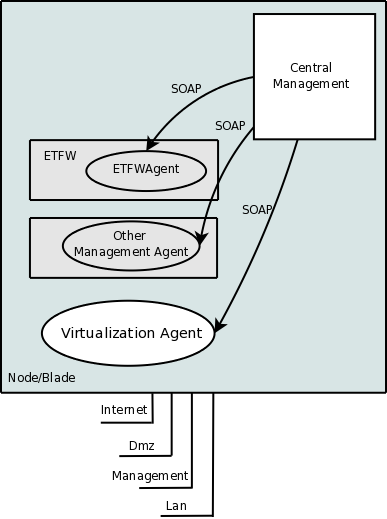 Central
Management
SOAP
SOAP
ETFW
ETFWAgent
SOAP
Other
Management Agent
Virtualization Agent
Node/Blade
Internet
Dmz
Management
Lan